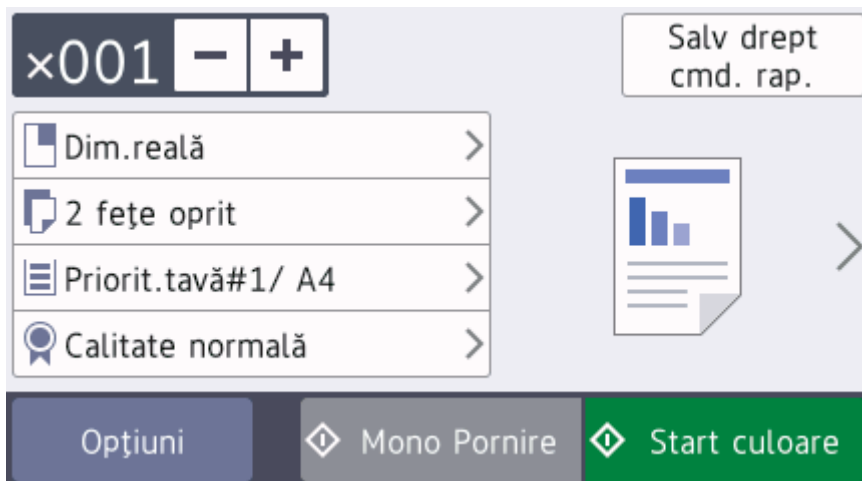 ×001 − +
Salv drept
cmd. rap.
Dim.reală
2 feţe oprit
Priorit.tavă#1/ A4
Calitate normală
Opţiuni
Mono Pornire
Start culoare